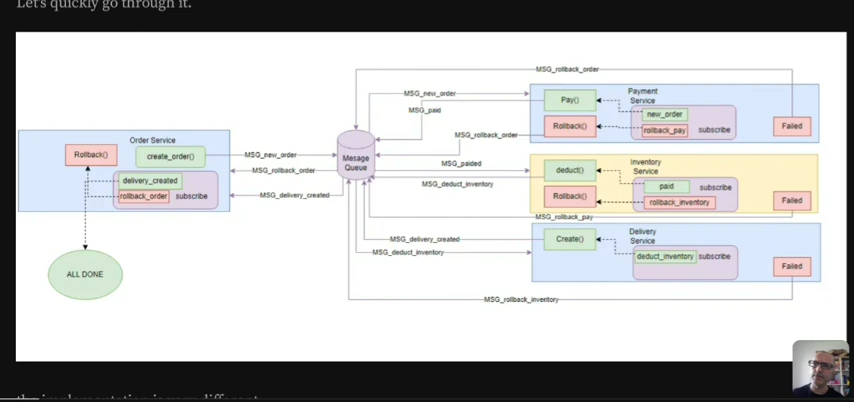 Let's quickly go through it.
MSG_rollback_order
MSG_new_order
Payment
Service
Pay()
new_order
MSG_paid
Rollback()
rollback_pay
subscribe
Failed
MSG_rollback_order
Order Service
Rollback()
create_order()
MSG_new_order
Mesage
Queue
MSG_rollback_order
MSG_paided
delivery_created
rollback_order
subscribe
MSG_delivery_created
MSG_deduct_inventory
Inventory
Service
deduct()
paid
subscribe
Rollback()
rollback_inventory
Failed
MSG_rollback_pay
Delivery
Service
MSG_delivery_created
Create()
MSG_deduct_inventory
deduct_inventory
subscribe
Failed
ALL DONE
MSG_rollback_inventory